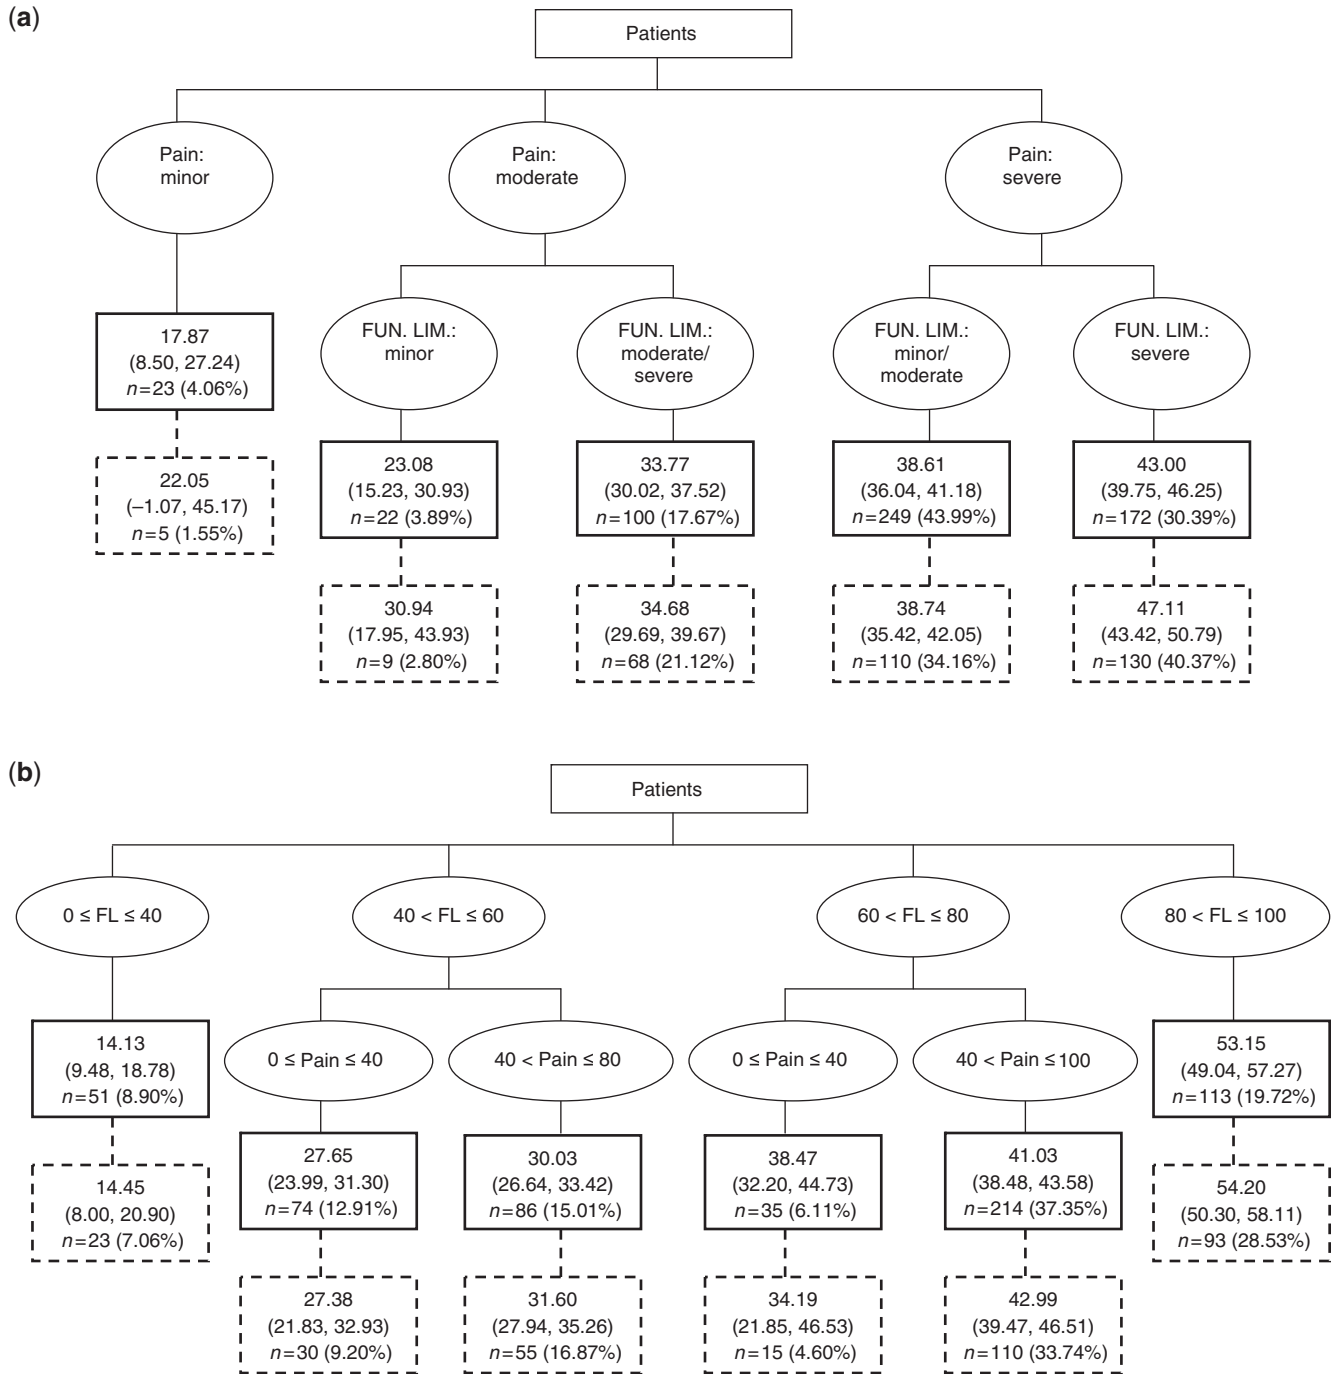 (a)
Patients
Pain:
minor
Pain:
moderate
Pain:
severe
FUN. LIM.:
minor
FUN. LIM.:
moderate/
severe
FUN. LIM.:
minor/
moderate
FUN. LIM.:
severe
17.87
(8.50, 27.24)
n=23 (4.06%)
22.05
(–1.07, 45.17)
n=5 (1.55%)
23.08
(15.23, 30.93)
n=22 (3.89%)
33.77
(30.02, 37.52)
n=100 (17.67%)
38.61
(36.04, 41.18)
n=249 (43.99%)
43.00
(39.75, 46.25)
n=172 (30.39%)
30.94
(17.95, 43.93)
n=9 (2.80%)
34.68
(29.69, 39.67)
n=68 (21.12%)
38.74
(35.42, 42.05)
n=110 (34.16%)
47.11
(43.42, 50.79)
n=130 (40.37%)
(b)
Patients
0 ≤ FL ≤ 40
40 < FL ≤ 60
60 < FL ≤ 80
80 < FL ≤ 100
0 ≤ Pain ≤ 40
40 < Pain ≤ 80
0 ≤ Pain ≤ 40
40 < Pain ≤ 100
14.13
(9.48, 18.78)
n=51 (8.90%)
53.15
(49.04, 57.27)
n=113 (19.72%)
14.45
(8.00, 20.90)
n=23 (7.06%)
27.65
(23.99, 31.30)
n=74 (12.91%)
30.03
(26.64, 33.42)
n=86 (15.01%)
38.47
(32.20, 44.73)
n=35 (6.11%)
41.03
(38.48, 43.58)
n=214 (37.35%)
54.20
(50.30, 58.11)
n=93 (28.53%)
27.38
(21.83, 32.93)
n=30 (9.20%)
31.60
(27.94, 35.26)
n=55 (16.87%)
34.19
(21.85, 46.53)
n=15 (4.60%)
42.99
(39.47, 46.51)
n=110 (33.74%)